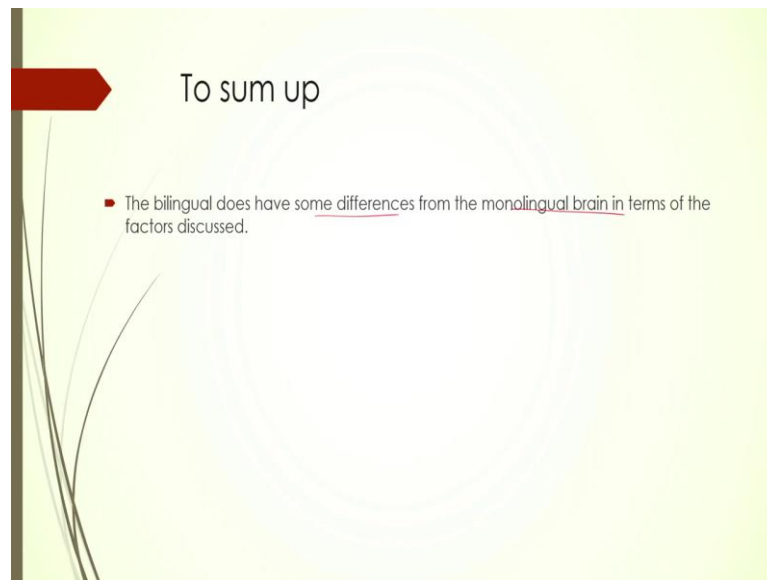 To sum up
The bilingual does have some differences from the monolingual brain in terms of the
factors discussed.